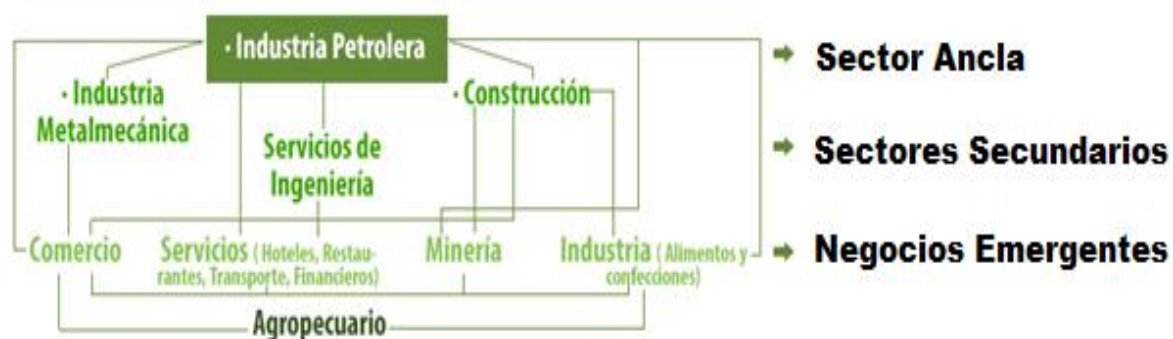 · Industria Petrolera
Sector Ancla
· Industria
Metalmecánica
· Construcción
Servicios de
Ingeniería
Sectores Secundarios
Comercio
Servicios ( Hoteles, Restau-
rantes, Transporte, Financieros)
Minería
Industria ( Alimentos y
confecciones)
Negocios Emergentes
Agropecuario